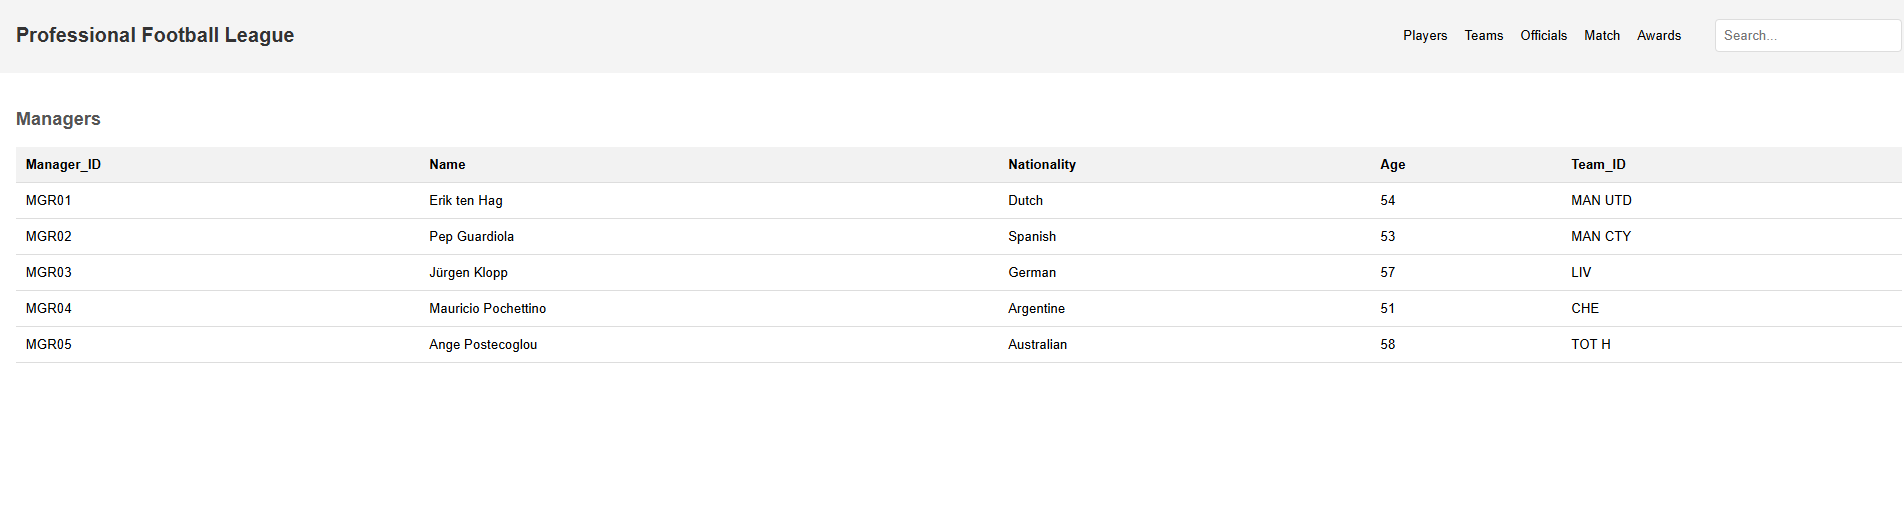 Professional Football League Players Teams Officials Match Awards Search...
Managers
Manager_ID Name Nationality Age Team_ID
MGR01 Erik ten Hag Dutch 54 MAN UTD
MGR02 Pep Guardiola Spanish 53 MAN CTY
MGR03 Jürgen Klopp German 57 LIV
MGR04 Mauricio Pochettino Argentine 51 CHE
MGR05 Ange Postecoglou Australian 58 TOT H